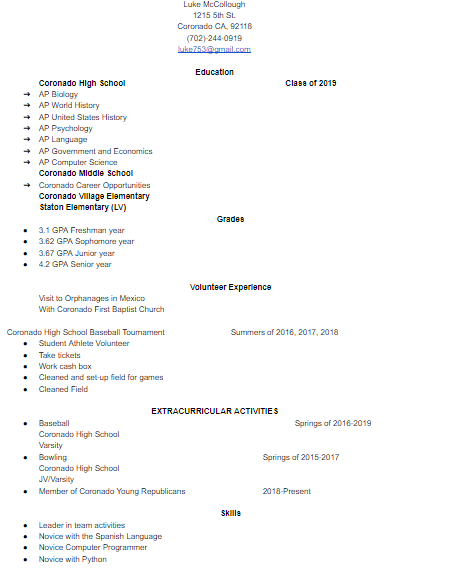 Luke McCollough
1215 5th St.
Coronado CA, 92118
(702)-244-0919
luke753@gmail.com
Education
Coronado High School Class of 2019
➔ AP Biology
➔ AP World History
➔ AP United States History
➔ AP Psychology
➔ AP Language
➔ AP Government and Economics
➔ AP Computer Science
Coronado Middle School
➔ Coronado Career Opportunities
Coronado Village Elementary
Staton Elementary (LV)
Grades
● 3.1 GPA Freshman year
● 3.62 GPA Sophomore year
● 3.67 GPA Junior year
● 4.2 GPA Senior year
Volunteer Experience
Visit to Orphanages in Mexico
With Coronado First Baptist Church
Coronado High School Baseball Tournament Summers of 2016, 2017, 2018
● Student Athlete Volunteer
● Take tickets
● Work cash box
● Cleaned and set-up field for games
● Cleaned Field
EXTRACURRICULAR ACTIVITIES
● Baseball Springs of 2016-2019
Coronado High School
Varsity
● Bowling Springs of 2015-2017
Coronado High School
JV/Varsity
● Member of Coronado Young Republicans 2018-Present
Skills
● Leader in team activities
● Novice with the Spanish Language
● Novice Computer Programmer
● Novice with Python